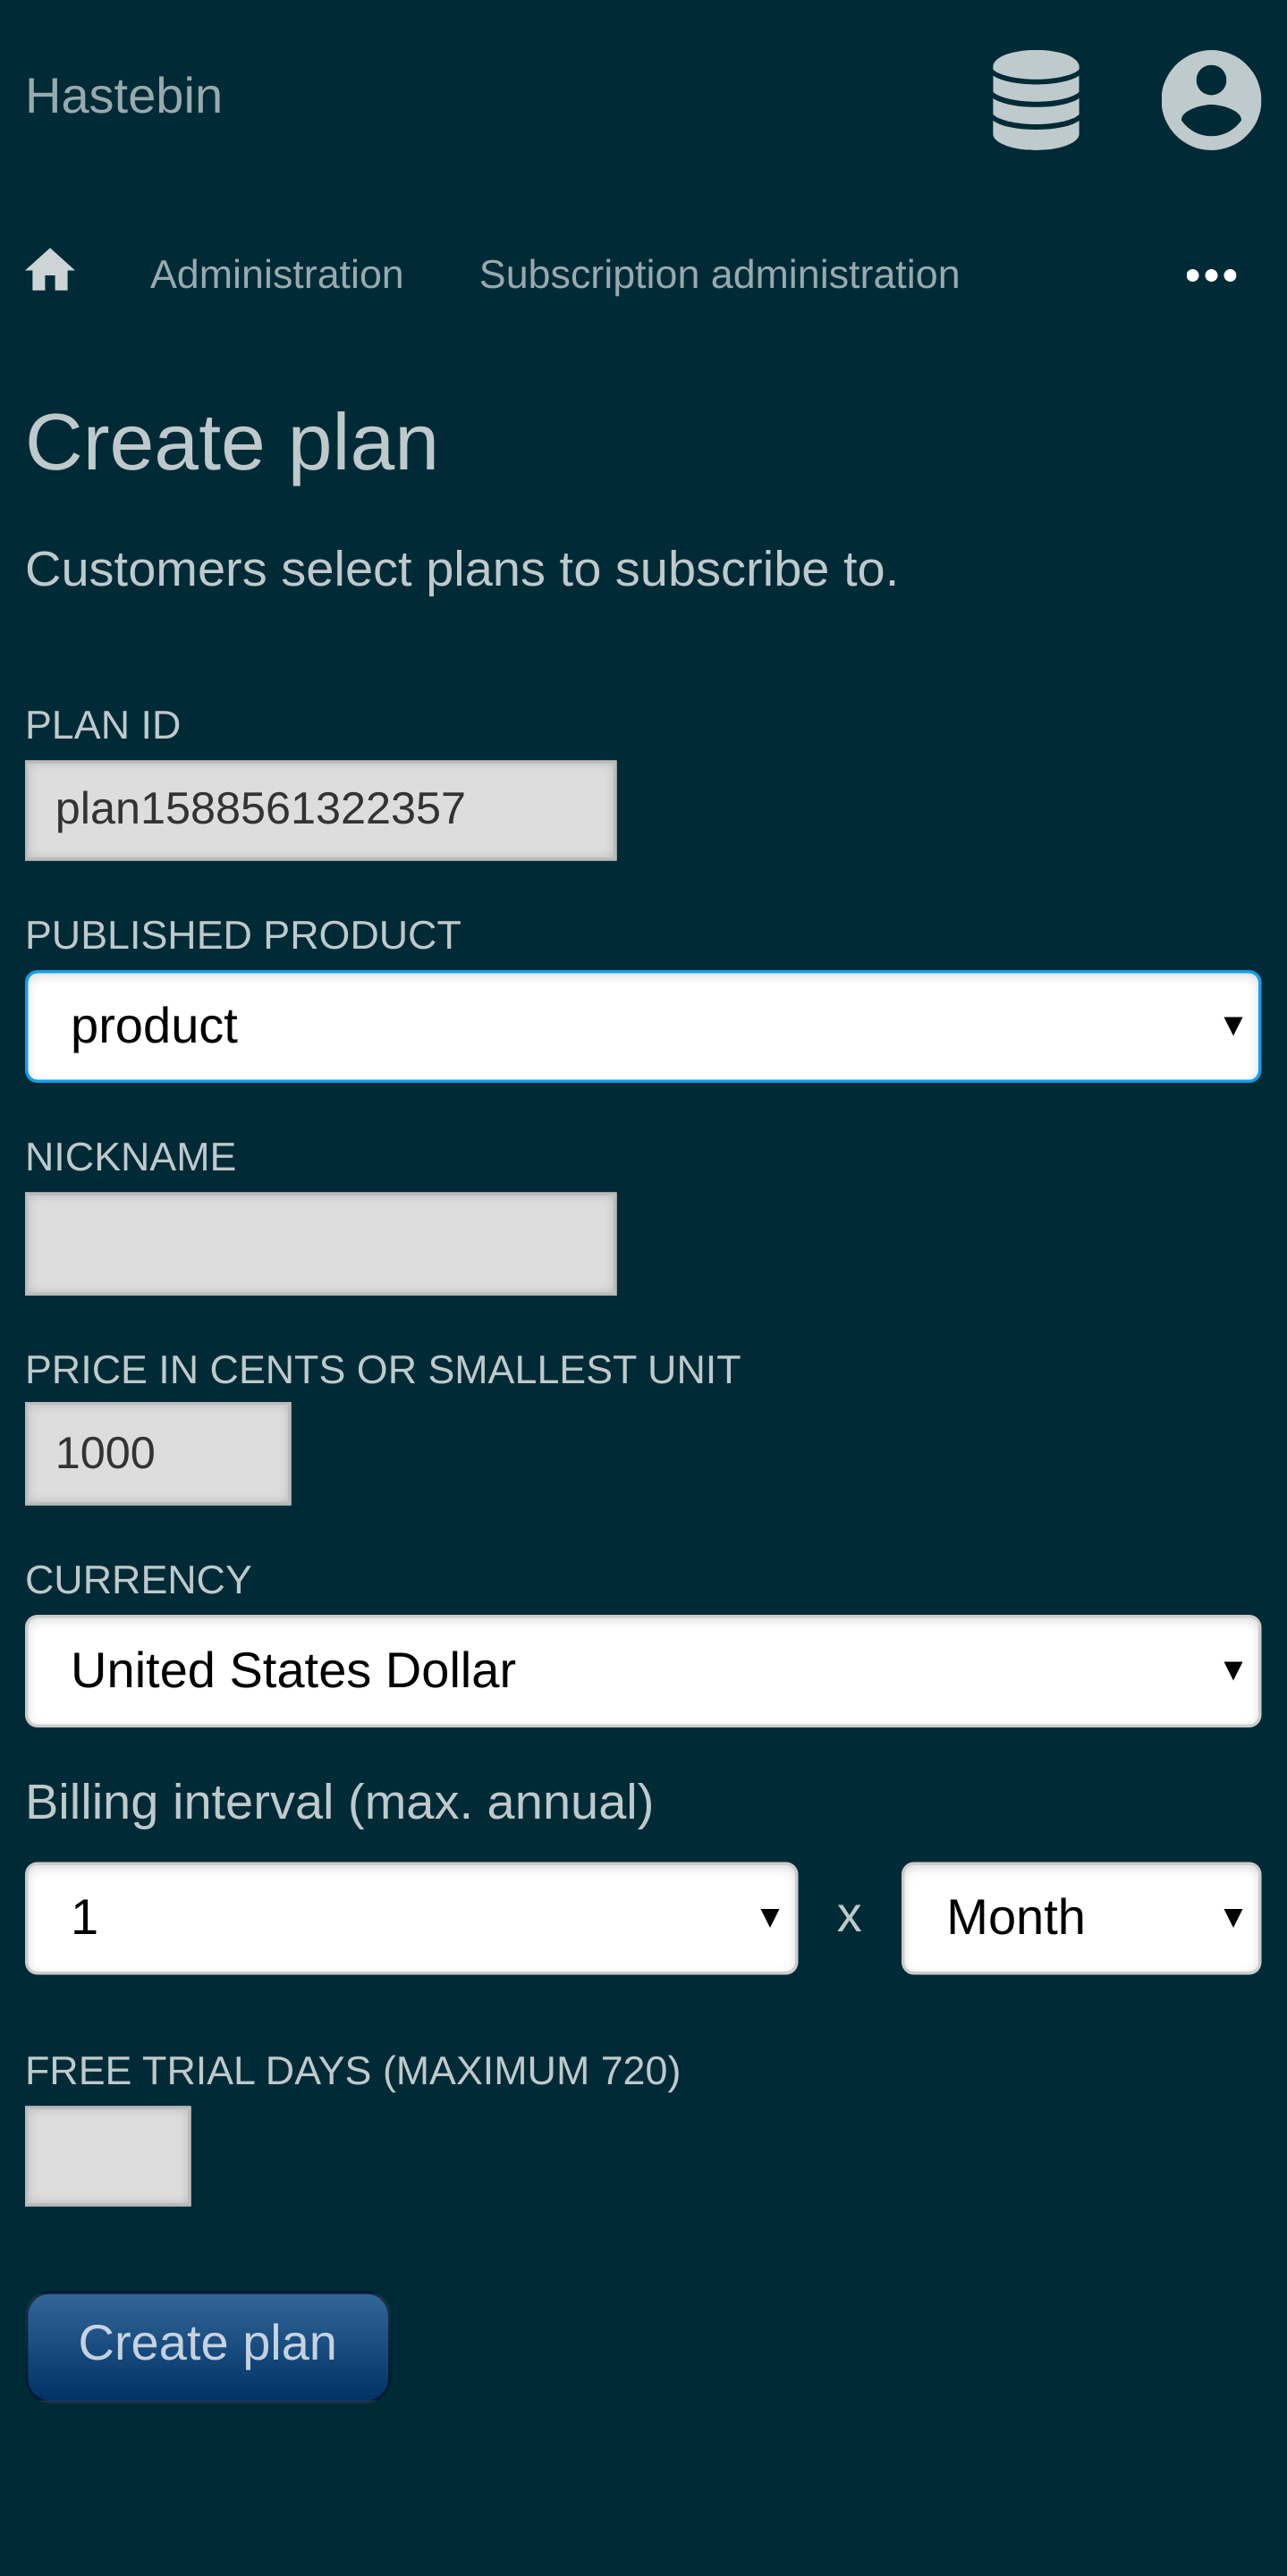 Hastebin
Administration Subscription administration
Create plan
Customers select plans to subscribe to.
PLAN ID
plan1588561322357
PUBLISHED PRODUCT
product
NICKNAME
PRICE IN CENTS OR SMALLEST UNIT
1000
CURRENCY
United States Dollar
Billing interval (max. annual)
1 x Month
FREE TRIAL DAYS (MAXIMUM 720)
Create plan